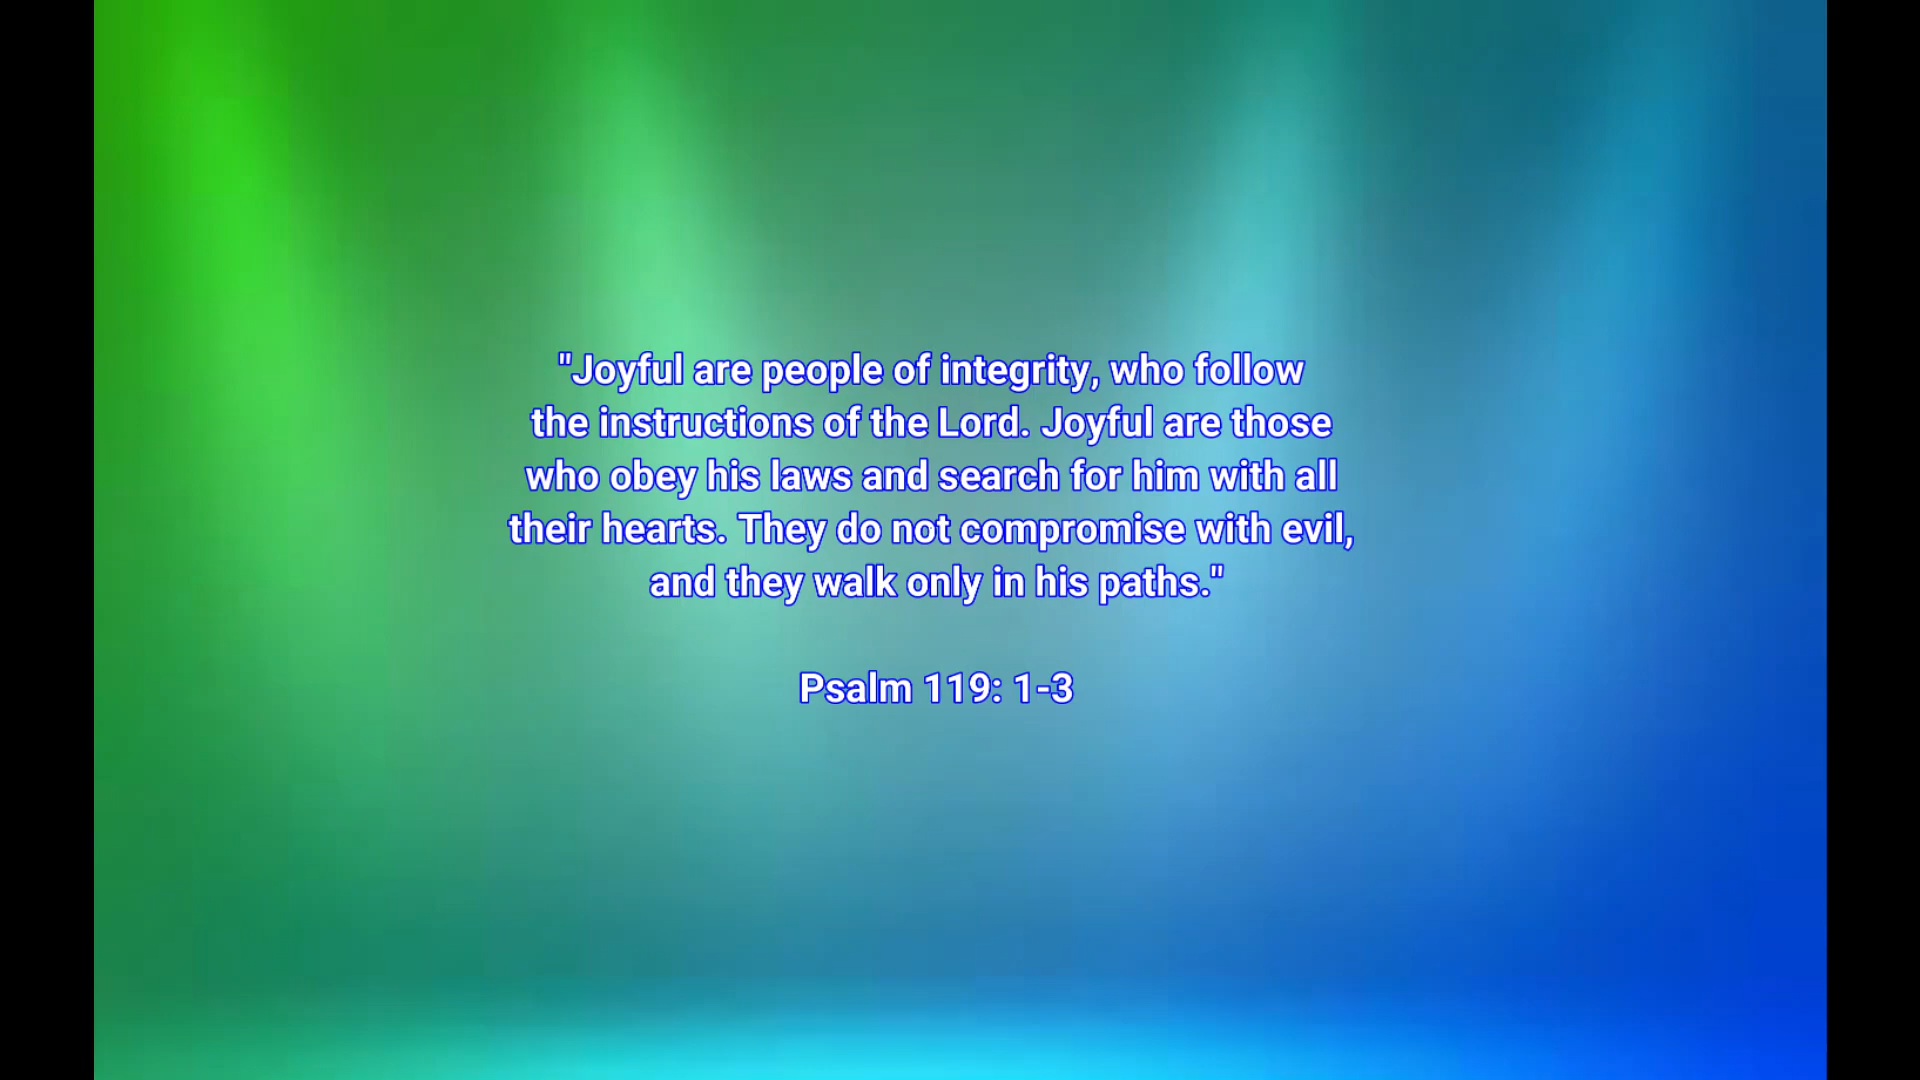 "Joyful are people of integrity, who follow
the instructions of the Lord. Joyful are those
who obey his laws and search for him with all
their hearts. They do not compromise with evil,
and they walk only in his paths."
Psalm 119: 1-3